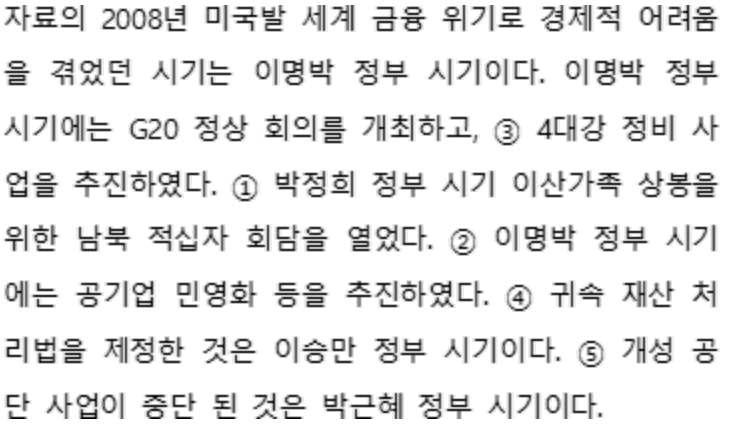 자료의 2008년 미국발 세계 금융 위기로 경제적 어려움
을 겪었던 시기는 이명박 정부 시기이다. 이명박 정부
시기에는 G20 정상 회의를 개최하고, ③ 4대강 정비 사
업을 추진하였다. ① 박정희 정부 시기 이산가족 상봉을
위한 남북 적십자 회담을 열었다. ② 이명박 정부 시기
에는 공기업 민영화 등을 추진하였다. ④ 귀속 재산 처
리법을 제정한 것은 이승만 정부 시기이다. ⑤ 개성 공
단 사업이 중단 된 것은 박근혜 정부 시기이다.